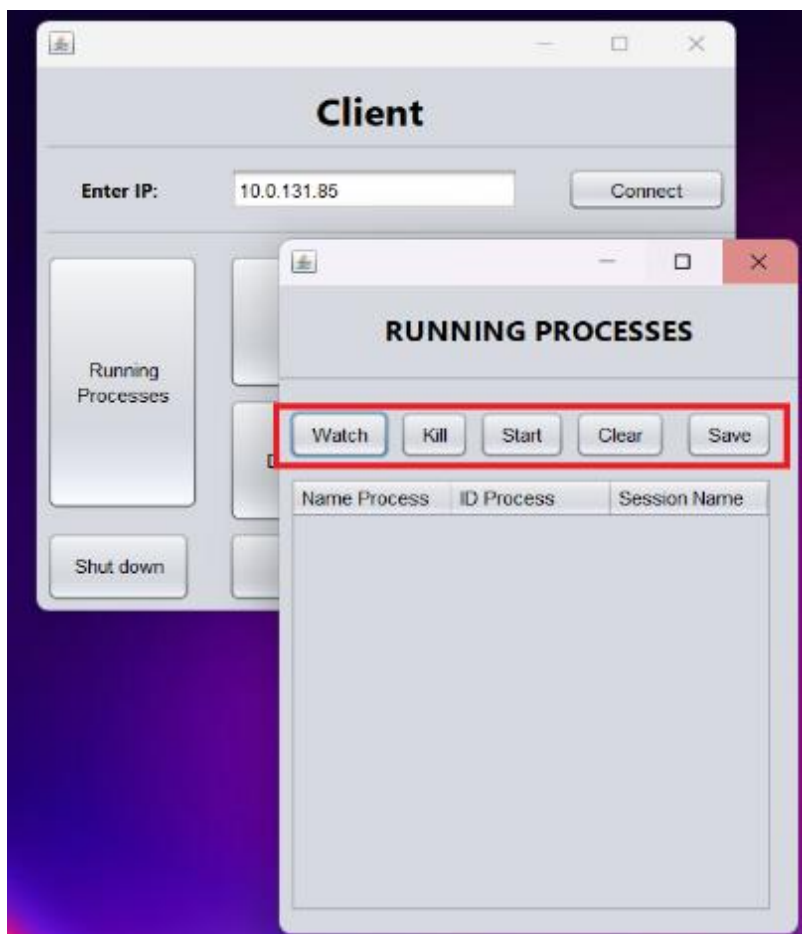 Client
Enter IP:
10.0.131.85
Connect
Running
Processes
Shut down
RUNNING PROCESSES
Watch
Kill
Start
Clear
Save
Name Process
ID Process
Session Name